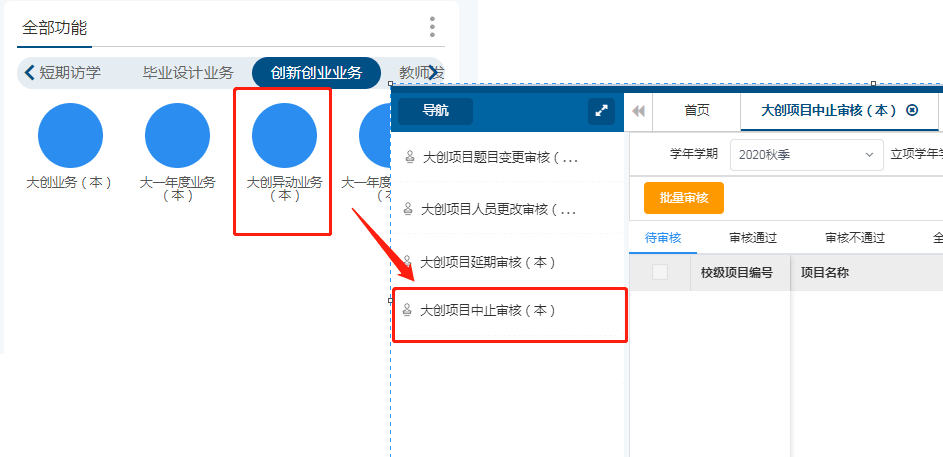 全部功能
短期访学
毕业设计业务
创新创业业务
教师发
大创业务（本）
大一年度业务
（本）
大创异动业务
（本）
大一年度
（本
导航
大创项目题目变更审核（...
大创项目人员更改审核（...
大创项目延期审核（本）
大创项目中止审核（本）
首页
大创项目中止审核（本）
学年学期
2020秋季
立项学年学
批量审核
待审核
审核通过
审核不通过
全
校级项目编号
项目名称